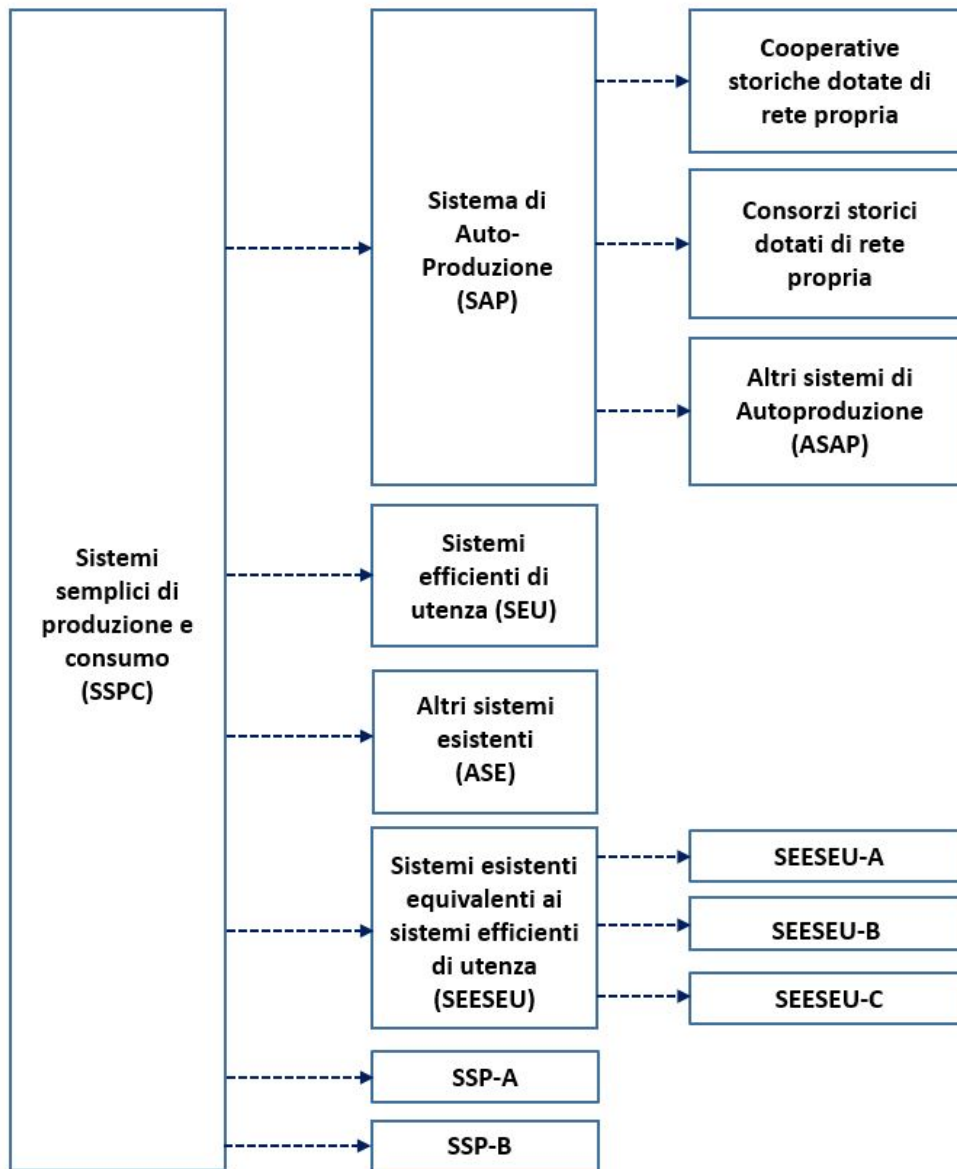 Sistemi
semplici di
produzione e
consumo
(SSPC)
Sistema di
Auto-
Produzione
(SAP)
Cooperative
storiche dotate di
rete propria
Consorzi storici
dotati di rete
propria
Altri sistemi di
Autoproduzione
(ASAP)
Sistemi
efficienti di
utenza (SEU)
Altri sistemi
esistenti
(ASE)
Sistemi esistenti
equivalenti ai
sistemi efficienti
di utenza
(SEESEU)
SEESEU-A
SEESEU-B
SEESEU-C
SSP-A
SSP-B